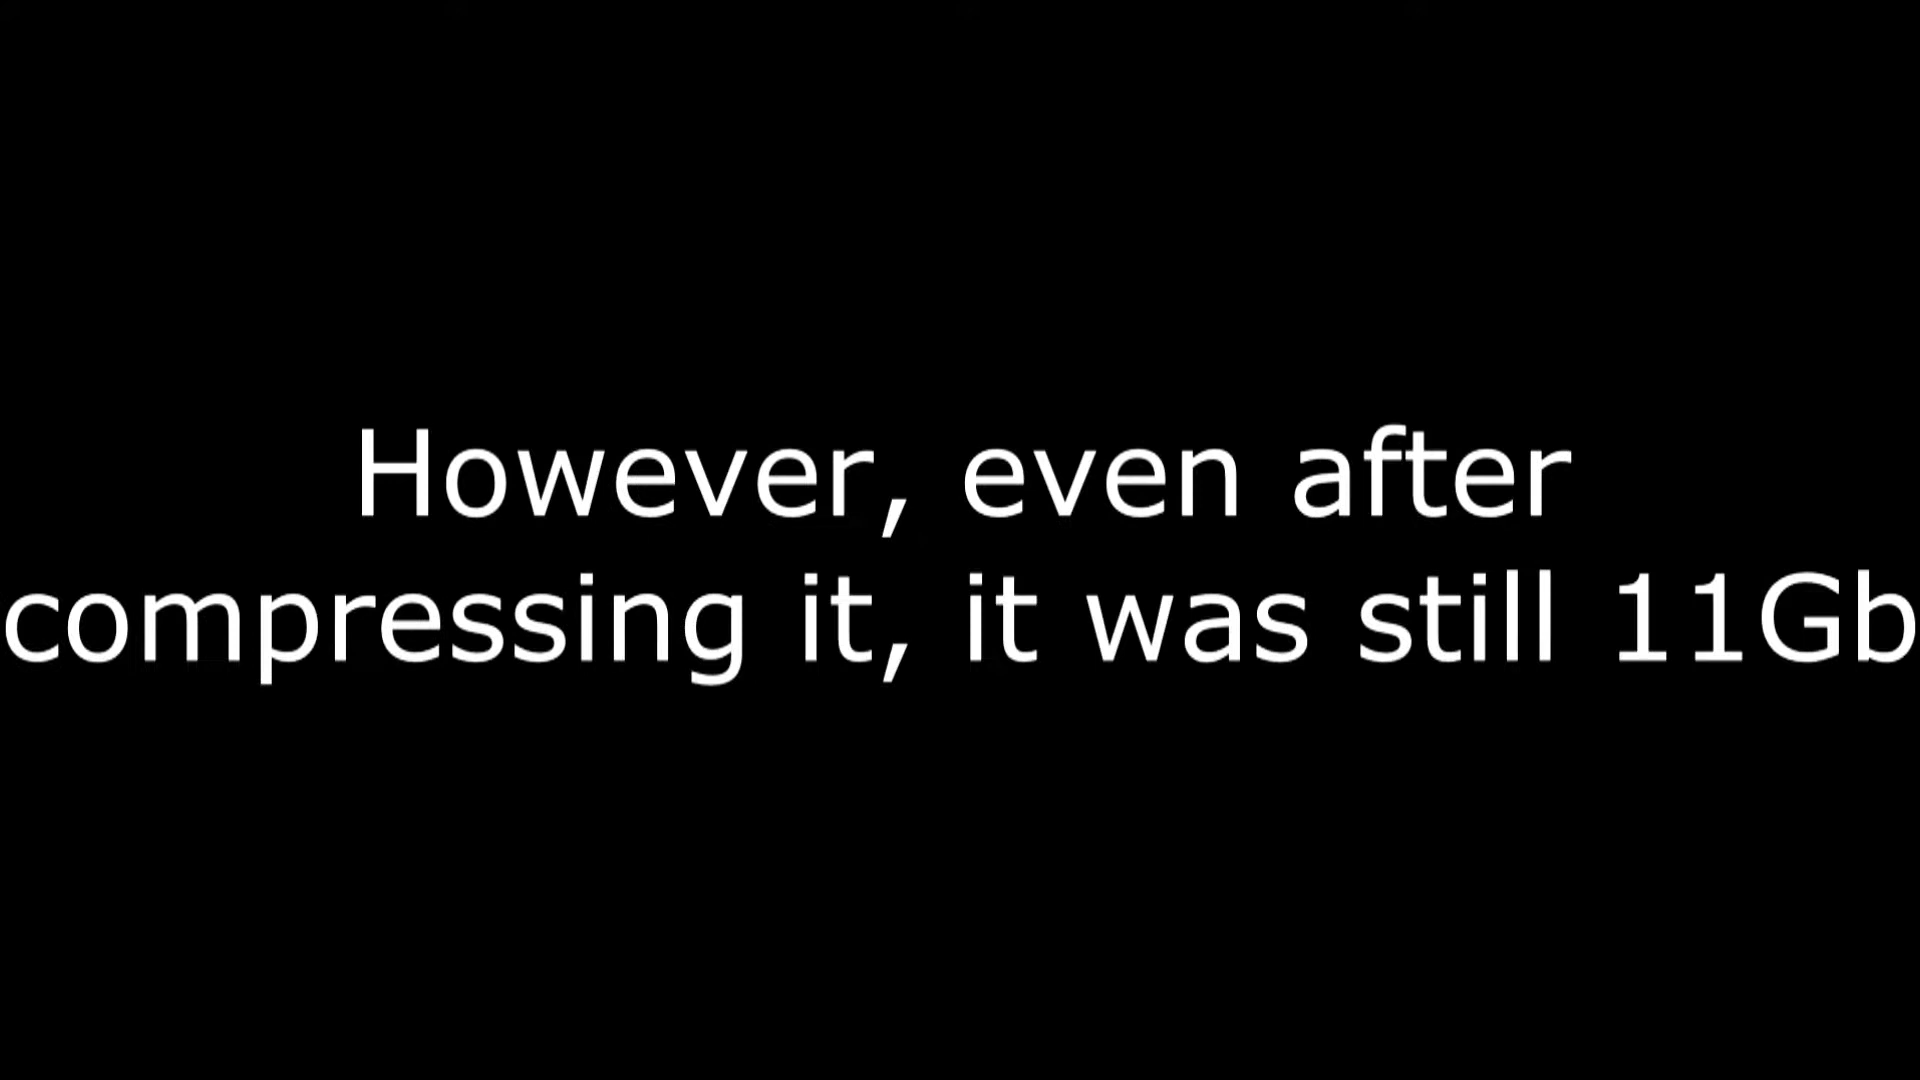 However, even after
compressing it, it was still 11Gb